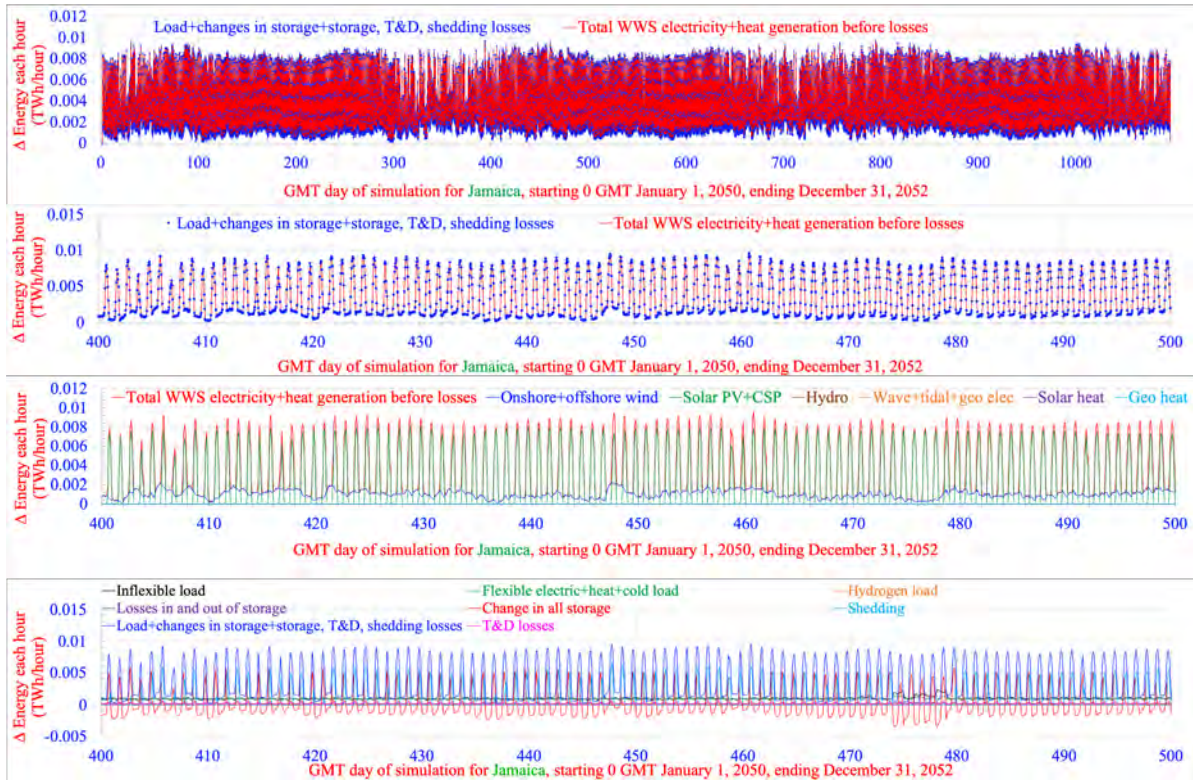 Load+changes in storage+storage, T&D, shedding losses —Total WWS electricity+heat generation before losses
Δ Energy each hour
(TWh/hour)
0.012
0.01
0.008
0.006
0.004
0.002
0
0 100 200 300 400 500 600 700 800 900 1000
GMT day of simulation for Jamaica, starting 0 GMT January 1, 2050, ending December 31, 2052
· Load+changes in storage+storage, T&D, shedding losses —Total WWS electricity+heat generation before losses
Δ Energy each hour
(TWh/hour)
0.015
0.01
0.005
0
400 410 420 430 440 450 460 470 480 490 500
GMT day of simulation for Jamaica, starting 0 GMT January 1, 2050, ending December 31, 2052
—Total WWS electricity+heat generation before losses —Onshore+offshore wind —Solar PV+CSP —Hydro —Wave+tidal+geo elec —Solar heat —Geo heat
Δ Energy each hour
(TWh/hour)
0.012
0.01
0.008
0.006
0.004
0.002
0
400 410 420 430 440 450 460 470 480 490 500
GMT day of simulation for Jamaica, starting 0 GMT January 1, 2050, ending December 31, 2052
—Inflexible load —Flexible electric+heat+cold load —Hydrogen load
—Losses in and out of storage —Change in all storage —Shedding
—Load+changes in storage+storage, T&D, shedding losses —T&D losses
Δ Energy each hour
(TWh/hour)
0.015
0.01
0.005
0
-0.005
400 410 420 430 440 450 460 470 480 490 500
GMT day of simulation for Jamaica, starting 0 GMT January 1, 2050, ending December 31, 2052